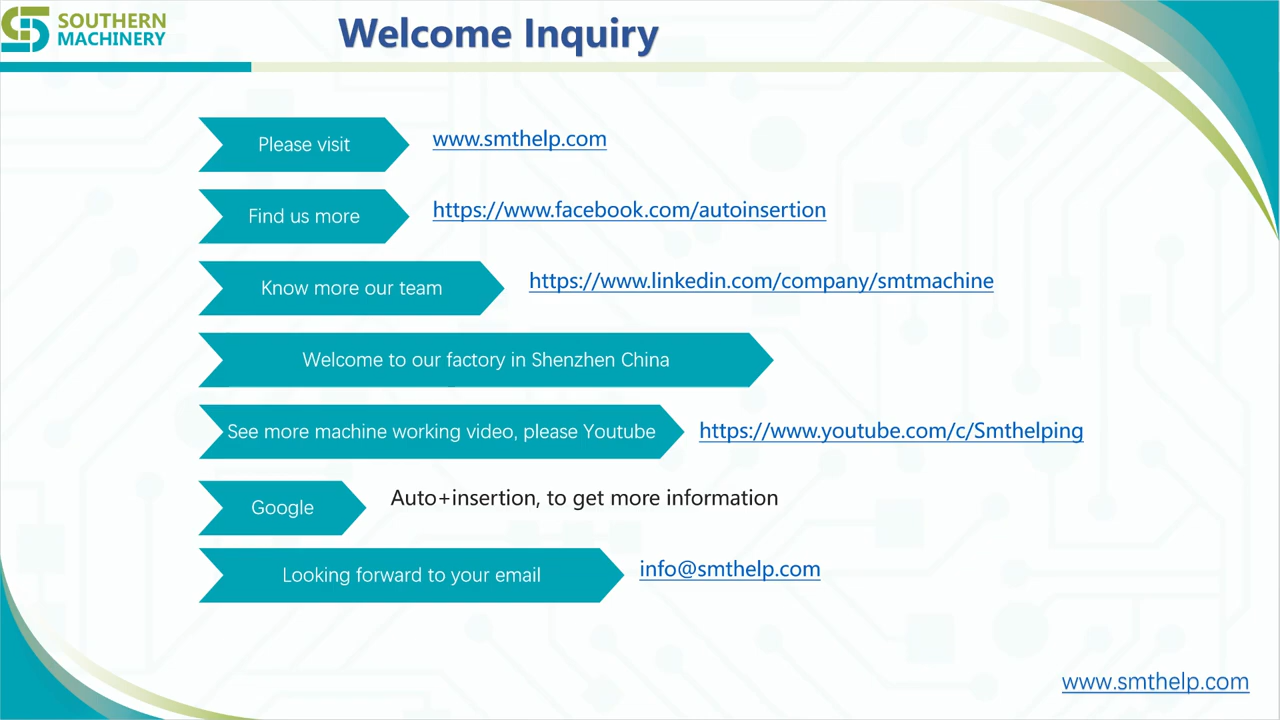 SOUTHERN
MACHINERY
Welcome Inquiry
Please visit
www.smthelp.com
Find us more
https://www.facebook.com/autoinsertion
Know more our team
https://www.linkedin.com/company/smtmachine
Welcome to our factory in Shenzhen China
See more machine working video, please Youtube
https://www.youtube.com/c/Smthelping
Google
Auto+insertion, to get more information
Looking forward to your email
info@smthelp.com
www.smthelp.com